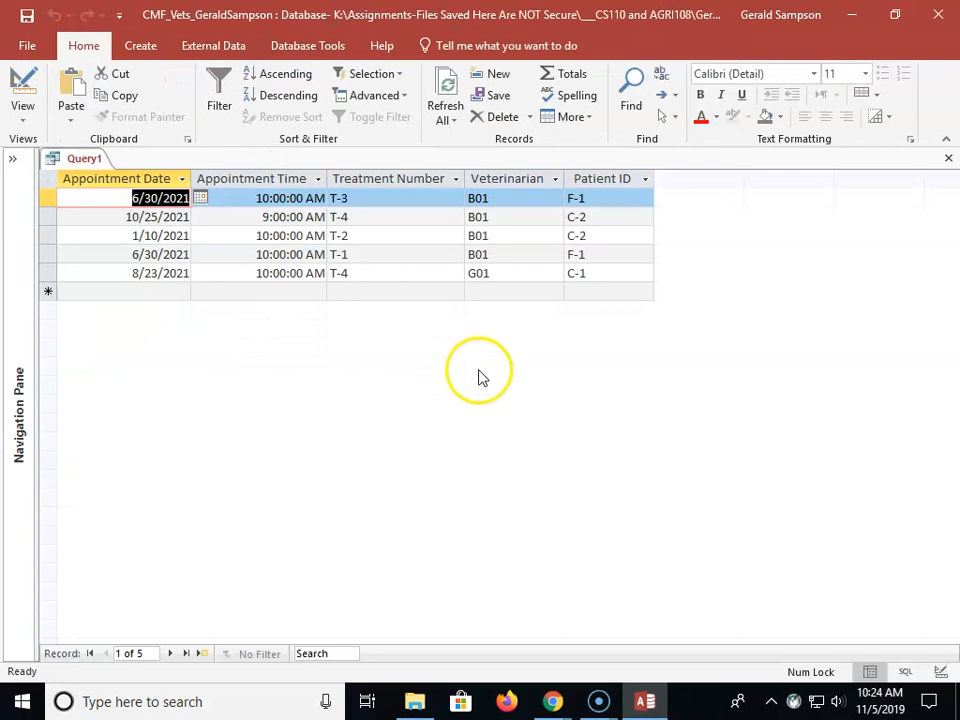 CMF_Vets_GeraldSampson : Database- K:\Assignments-Files Saved Here Are NOT Secure\___CS110 and AGRI108\Ger... Gerald Sampson
File Home Create External Data Database Tools Help Tell me what you want to do
View
Views
Paste
Cut
Copy
Format Painter
Clipboard
Filter
Ascending
Descending
Remove Sort
Selection
Advanced
Toggle Filter
Sort & Filter
Refresh
All
New
Save
Delete
Totals
Spelling
More
Records
Find
Find
Calibri (Detail) 11
B I U
Text Formatting
Query1
Appointment Date Appointment Time Treatment Number Veterinarian Patient ID
6/30/2021 10:00:00 AM T-3 B01 F-1
10/25/2021 9:00:00 AM T-4 B01 C-2
1/10/2021 10:00:00 AM T-2 B01 C-2
6/30/2021 10:00:00 AM T-1 B01 F-1
8/23/2021 10:00:00 AM T-4 G01 C-1
Navigation Pane
Record: 1 of 5 No Filter Search
Ready Num Lock SQL
Type here to search
10:24 AM
11/5/2019